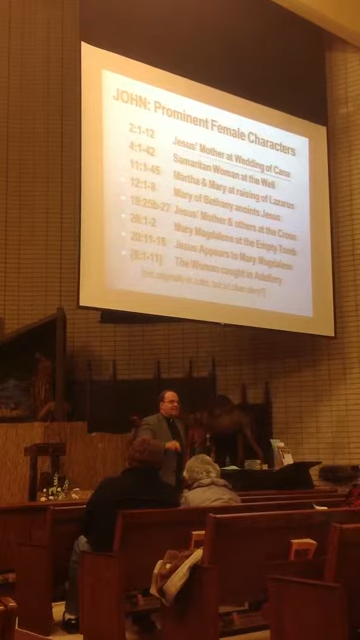 JOHN: Prominent Female Characters
2:1-12 Jesus' Mother at Wedding of Cana
4:1-42 Samaritan Woman at the Well
11:1-45 Martha & Mary at raising of Lazarus
12:1-8 Mary of Bethany anoints Jesus
19:25b-27 Jesus' Mother & others at the Cross
20:1-2 Mary Magdalene at the Empty Tomb
20:11-18 Jesus Appears to Mary Magdalene
(8:1-11) The Woman caught in Adultery